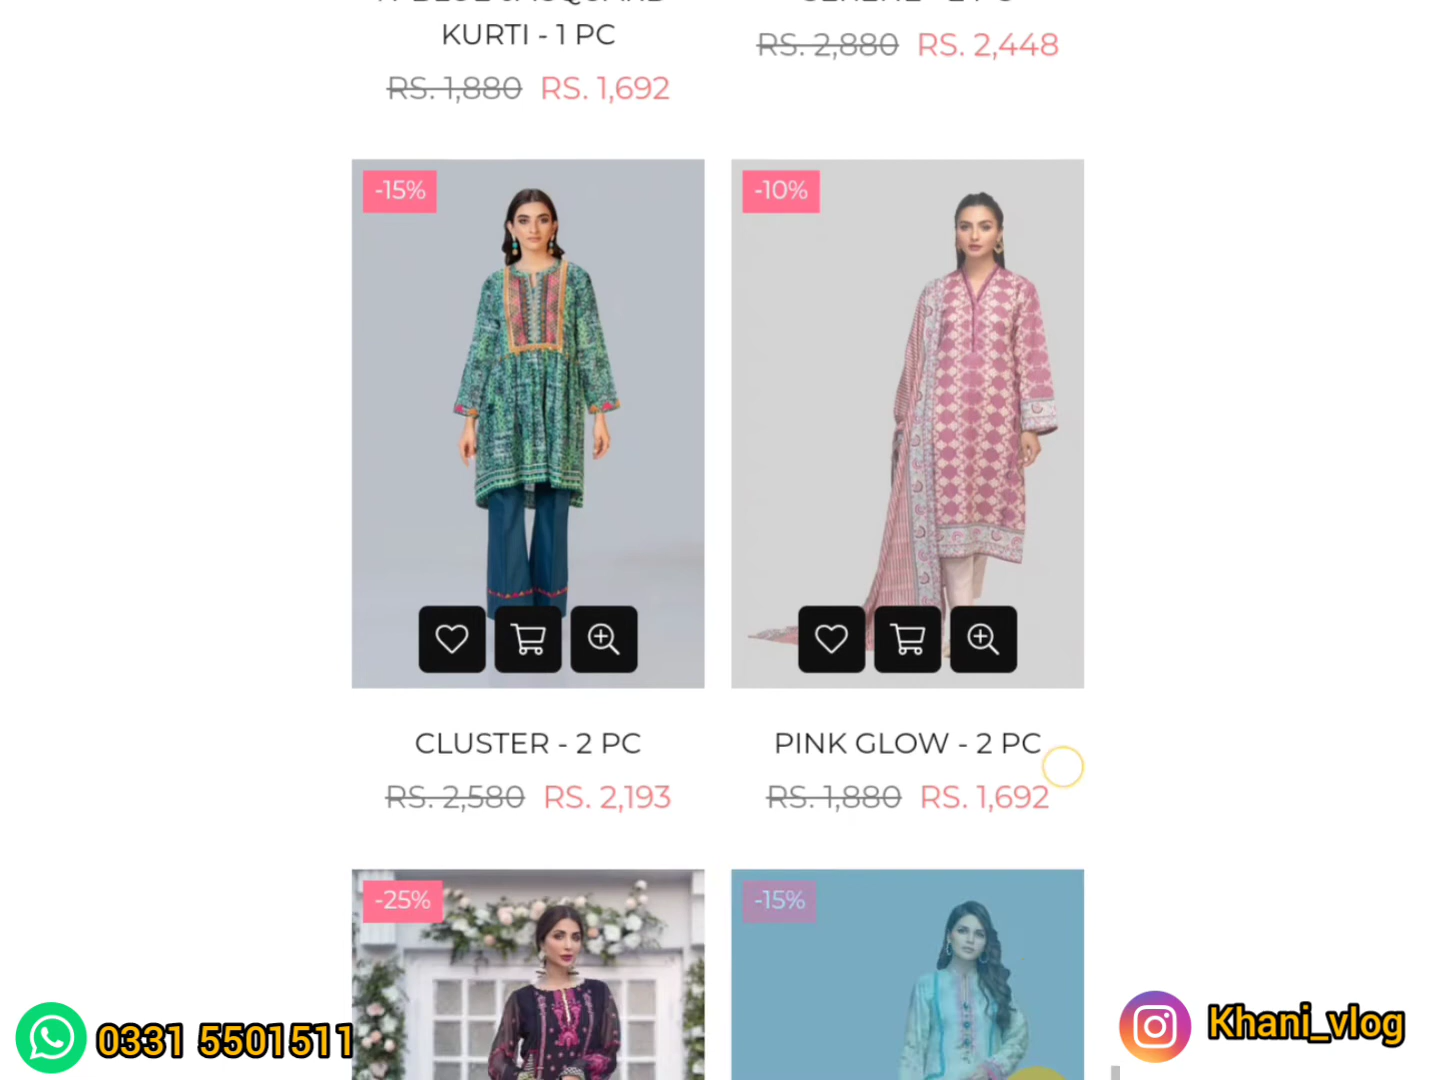 KURTI - 1 PC
RS. 1,880 RS. 1,692
RS. 2,880 RS. 2,448
-15%
-10%
CLUSTER - 2 PC
RS. 2,580 RS. 2,193
PINK GLOW - 2 PC
RS. 1,880 RS. 1,692
-25%
-15%
0331 5501511
Khani_vlog